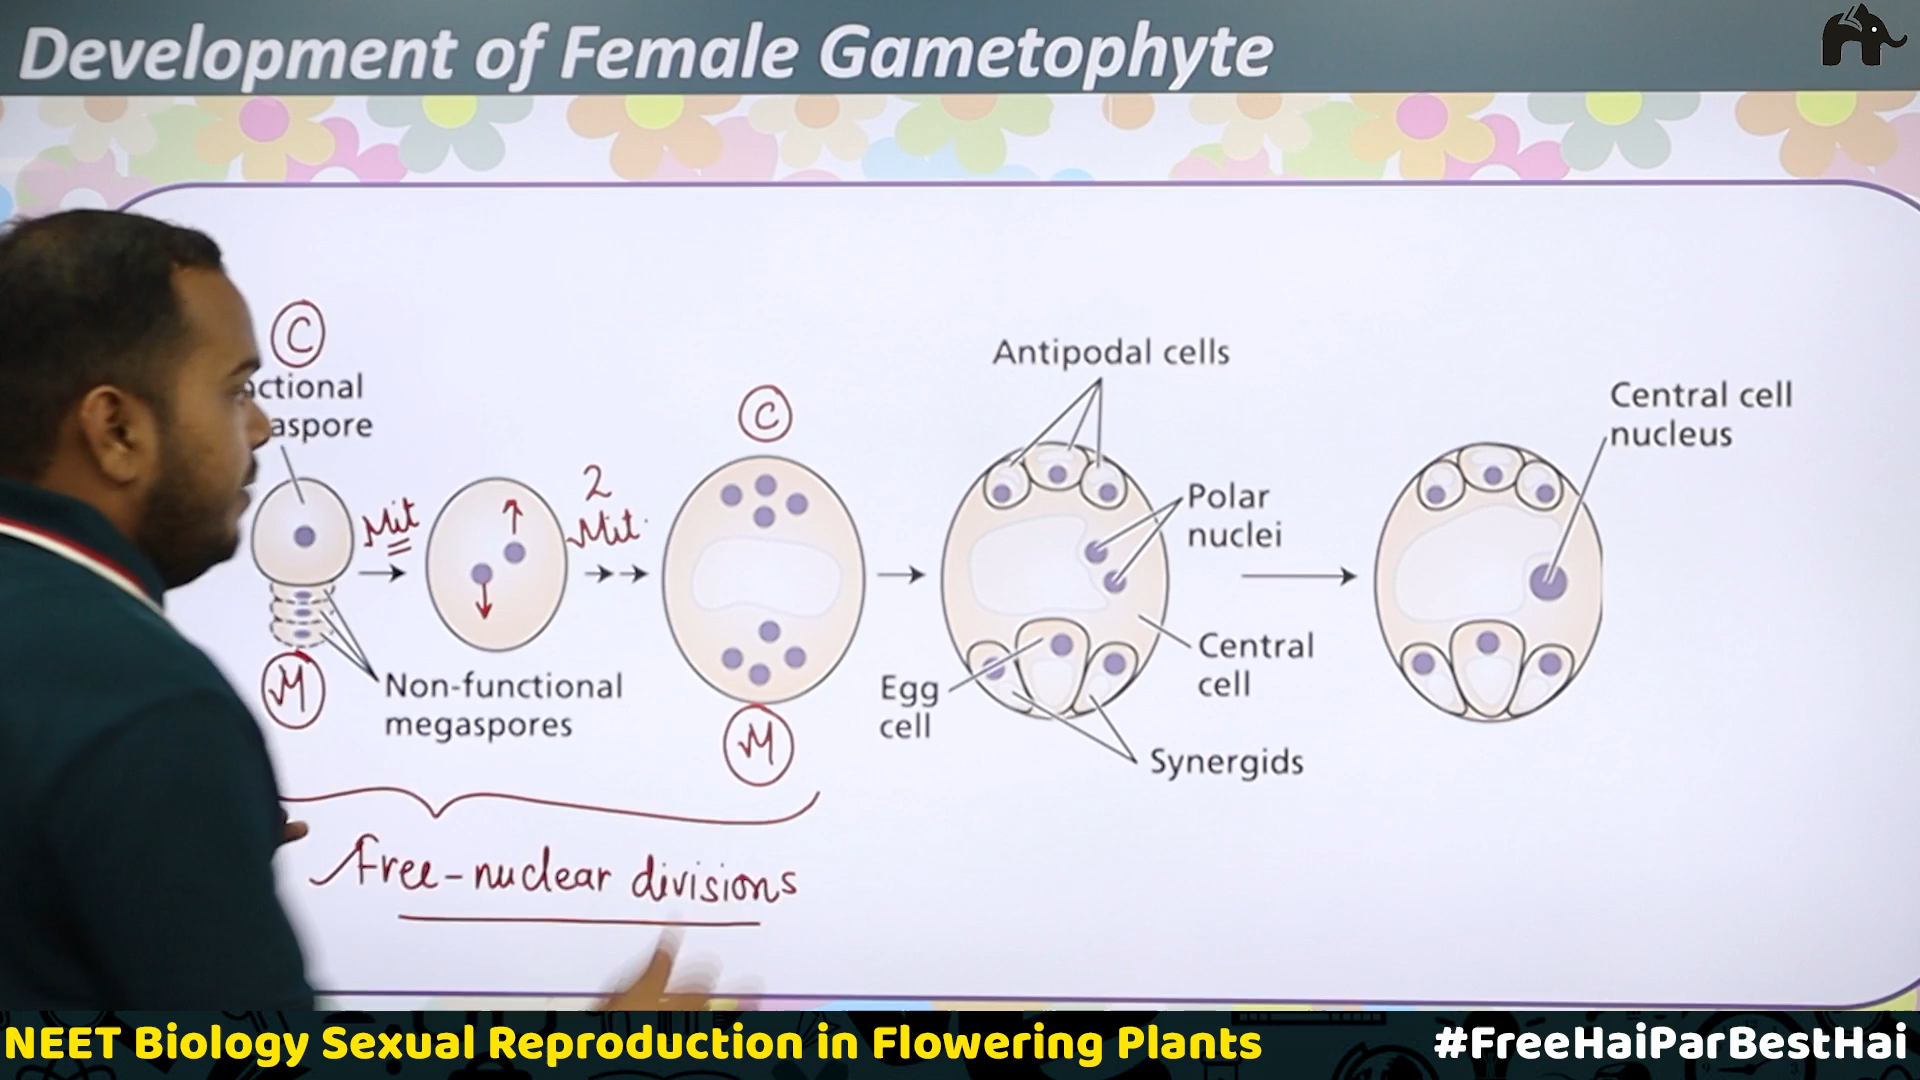 Development of Female Gametophyte
C
ctional
aspore
Mit
2
Mit.
C
Antipodal cells
Central cell
nucleus
Polar
nuclei
Central
cell
Egg
cell
Synergids
Non-functional
megaspores
M
M
free-nuclear divisions
NEET Biology Sexual Reproduction in Flowering Plants
#FreeHaiParBestHai